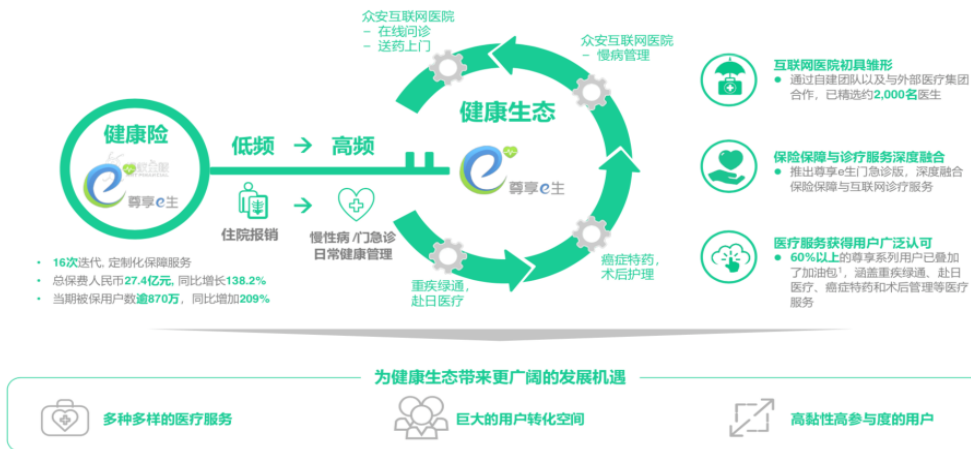 众安互联网医院
– 在线问诊
– 送药上门
众安互联网医院
– 慢病管理
健康险
尊享e生
低频 → 高频
住院报销
慢性病/门急诊
日常健康管理
健康生态
尊享e生
重疾绿通，
赴日医疗
癌症特药，
术后护理
• 16次迭代, 定制化保障服务
• 总保费人民币27.4亿元, 同比增长138.2%
• 当期被保用户数逾870万，同比增加209%
互联网医院初具雏形
● 通过自建团队以及与外部医疗集团
合作，已精选约2,000名医生
保险保障与诊疗服务深度融合
● 推出尊享e生门急诊版，深度融合
保险保障与互联网诊疗服务
医疗服务获得用户广泛认可
● 60%以上的尊享系列用户已叠加
了加油包1，涵盖重疾绿通、赴日
医疗、癌症特药和术后管理等医疗
服务
为健康生态带来更广阔的发展机遇
多种多样的医疗服务
巨大的用户转化空间
高黏性高参与度的用户